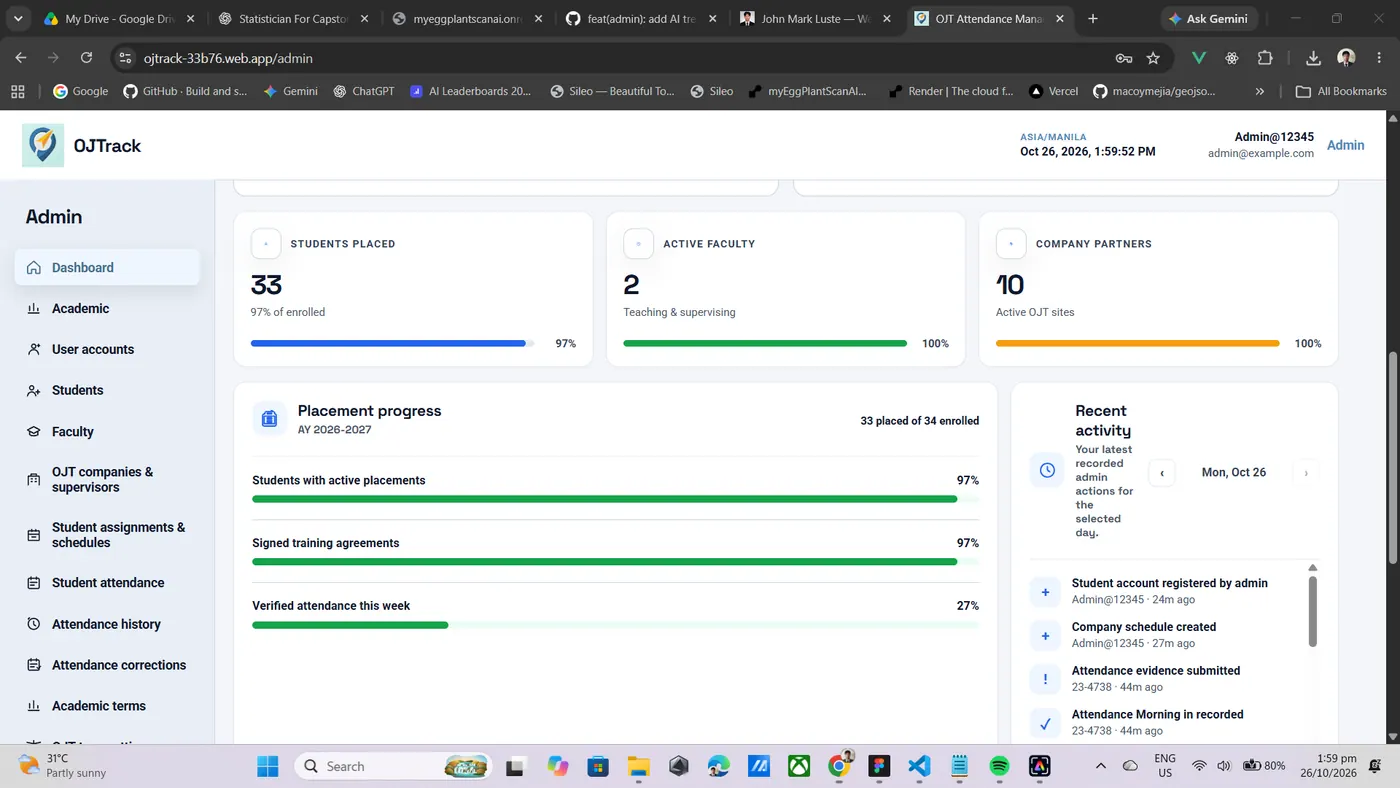 My Drive - Google Dri
Statistician For Capsto
myeggplantscanai.onre
feat(admin): add AI tre
John Mark Luste — We
OJT Attendance Mana
Ask Gemini
ojtrack-33b76.web.app/admin
Google
GitHub · Build and s...
Gemini
ChatGPT
AI Leaderboards 20...
Sileo — Beautiful To...
Sileo
myEggPlantScanAI...
Render | The cloud f...
Vercel
macoymejia/geojso...
All Bookmarks
OJTrack
ASIA/MANILA
Oct 26, 2026, 1:59:52 PM
Admin@12345
admin@example.com
Admin
Admin
Dashboard
Academic
User accounts
Students
Faculty
OJT companies &
supervisors
Student assignments &
schedules
Student attendance
Attendance history
Attendance corrections
Academic terms
STUDENTS PLACED
33
97% of enrolled
97%
ACTIVE FACULTY
2
Teaching & supervising
100%
COMPANY PARTNERS
10
Active OJT sites
100%
Placement progress
AY 2026-2027
33 placed of 34 enrolled
Students with active placements
97%
Signed training agreements
97%
Verified attendance this week
27%
Recent
activity
Your latest
recorded
admin
actions for
the
selected
day.
Mon, Oct 26
Student account registered by admin
Admin@12345 · 24m ago
Company schedule created
Admin@12345 · 27m ago
Attendance evidence submitted
23-4738 · 44m ago
Attendance Morning in recorded
23-4738 · 44m ago
31°C
Partly sunny
Search
ENG
US
80%
1:59 pm
26/10/2026